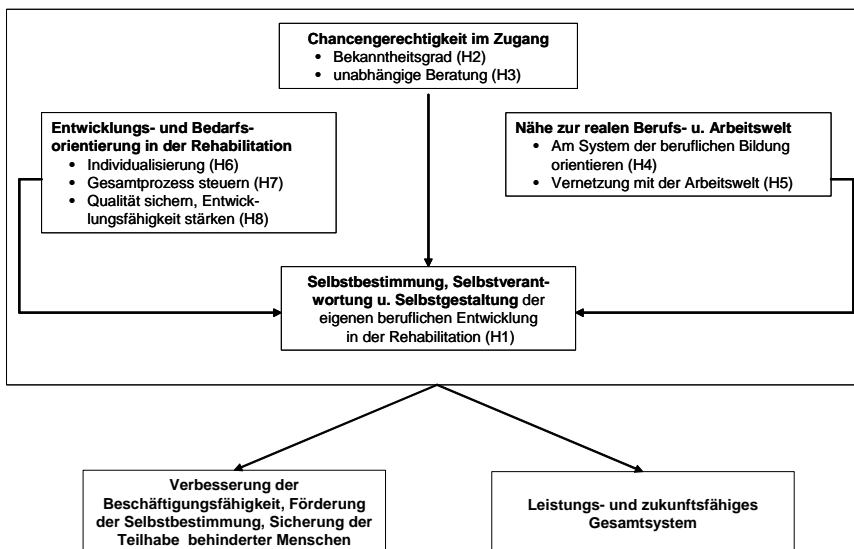 Chancengerechtigkeit im Zugang
• Bekanntheitsgrad (H2)
• unabhängige Beratung (H3)
Entwicklungs- und Bedarfs-
orientierung in der Rehabilitation
• Individualisierung (H6)
• Gesamtprozess steuern (H7)
• Qualität sichern, Entwick-
lungsfähigkeit stärken (H8)
Nähe zur realen Berufs- u. Arbeitswelt
• Am System der beruflichen Bildung
orientieren (H4)
• Vernetzung mit der Arbeitswelt (H5)
Selbstbestimmung, Selbstverant-
wortung u. Selbstgestaltung der
eigenen beruflichen Entwicklung
in der Rehabilitation (H1)
Verbesserung der
Beschäftigungsfähigkeit, Förderung
der Selbstbestimmung, Sicherung der
Teilhabe behinderter Menschen
Leistungs- und zukunftsfähiges
Gesamtsystem